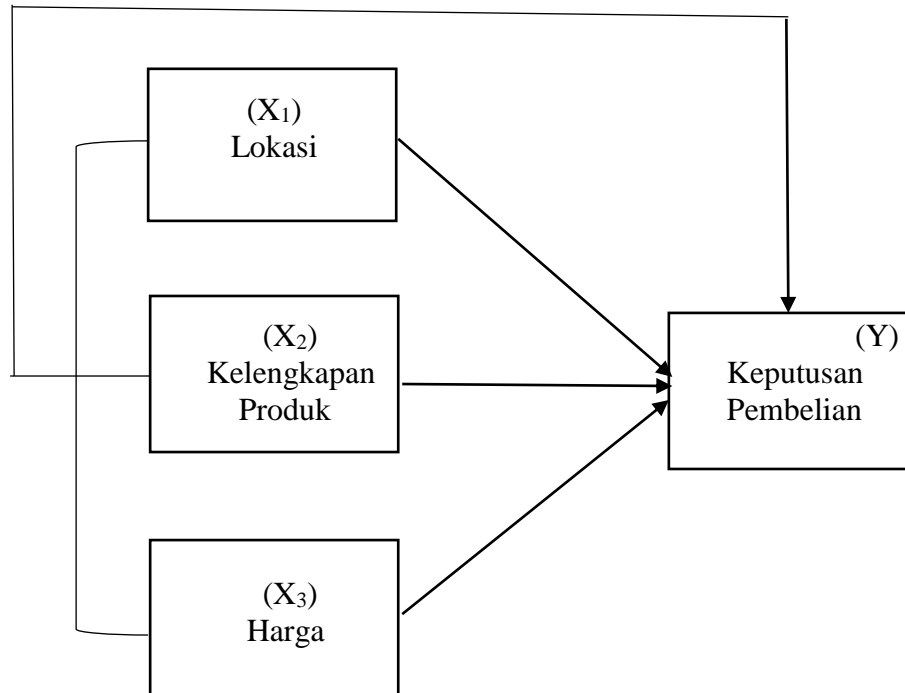 (X₁)
Lokasi
(X₂)
Kelengkapan
Produk
(X₃)
Harga
(Y)
Keputusan
Pembelian